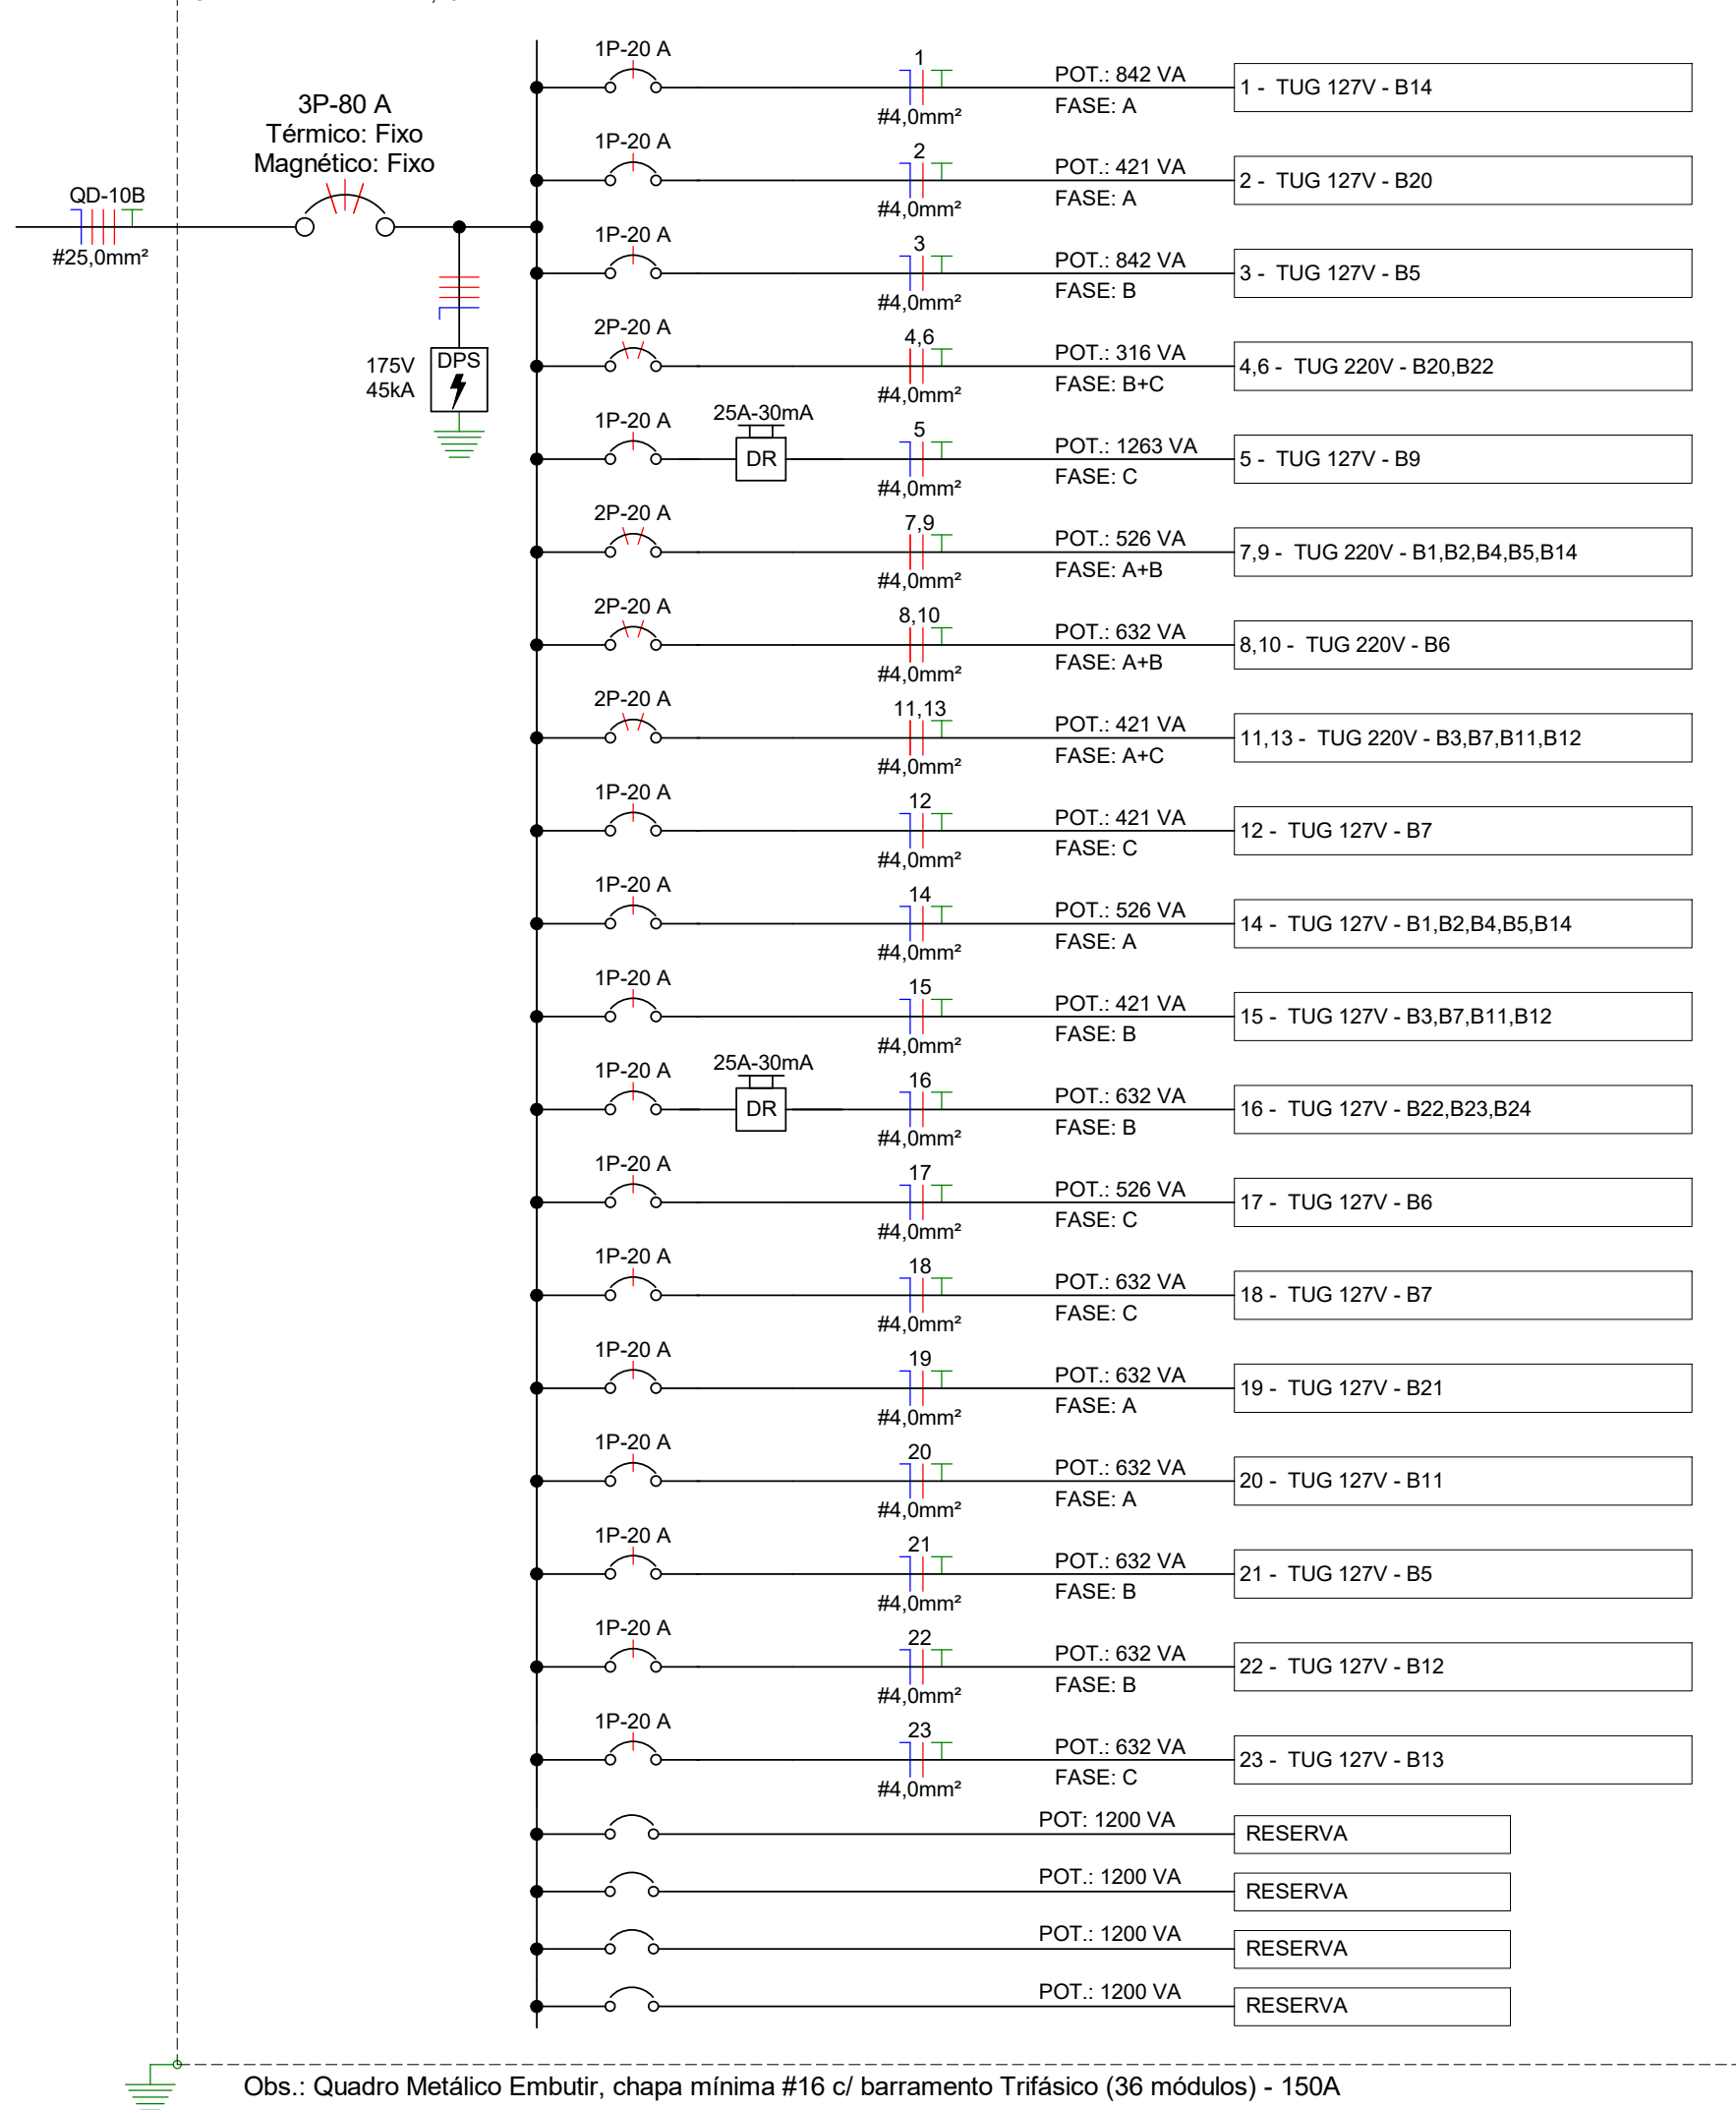 3P-80 A
Térmico: Fixo
Magnético: Fixo
QD-10B
#25,0mm²
175V
45kA
DPS
1P-20 A
1
#4,0mm²
POT.: 842 VA
FASE: A
1 - TUG 127V - B14
1P-20 A
2
#4,0mm²
POT.: 421 VA
FASE: A
2 - TUG 127V - B20
1P-20 A
3
#4,0mm²
POT.: 842 VA
FASE: B
3 - TUG 127V - B5
2P-20 A
4,6
#4,0mm²
POT.: 316 VA
FASE: B+C
4,6 - TUG 220V - B20,B22
1P-20 A
25A-30mA
DR
5
#4,0mm²
POT.: 1263 VA
FASE: C
5 - TUG 127V - B9
2P-20 A
7,9
#4,0mm²
POT.: 526 VA
FASE: A+B
7,9 - TUG 220V - B1,B2,B4,B5,B14
2P-20 A
8,10
#4,0mm²
POT.: 632 VA
FASE: A+B
8,10 - TUG 220V - B6
2P-20 A
11,13
#4,0mm²
POT.: 421 VA
FASE: A+C
11,13 - TUG 220V - B3,B7,B11,B12
1P-20 A
12
#4,0mm²
POT.: 421 VA
FASE: C
12 - TUG 127V - B7
1P-20 A
14
#4,0mm²
POT.: 526 VA
FASE: A
14 - TUG 127V - B1,B2,B4,B5,B14
1P-20 A
15
#4,0mm²
POT.: 421 VA
FASE: B
15 - TUG 127V - B3,B7,B11,B12
1P-20 A
25A-30mA
DR
16
#4,0mm²
POT.: 632 VA
FASE: B
16 - TUG 127V - B22,B23,B24
1P-20 A
17
#4,0mm²
POT.: 526 VA
FASE: C
17 - TUG 127V - B6
1P-20 A
18
#4,0mm²
POT.: 632 VA
FASE: C
18 - TUG 127V - B7
1P-20 A
19
#4,0mm²
POT.: 632 VA
FASE: A
19 - TUG 127V - B21
1P-20 A
20
#4,0mm²
POT.: 632 VA
FASE: A
20 - TUG 127V - B11
1P-20 A
21
#4,0mm²
POT.: 632 VA
FASE: B
21 - TUG 127V - B5
1P-20 A
22
#4,0mm²
POT.: 632 VA
FASE: B
22 - TUG 127V - B12
1P-20 A
23
#4,0mm²
POT.: 632 VA
FASE: C
23 - TUG 127V - B13
POT: 1200 VA
RESERVA
POT.: 1200 VA
RESERVA
POT.: 1200 VA
RESERVA
POT.: 1200 VA
RESERVA
Obs.: Quadro Metálico Embutir, chapa mínima #16 c/ barramento Trifásico (36 módulos) - 150A